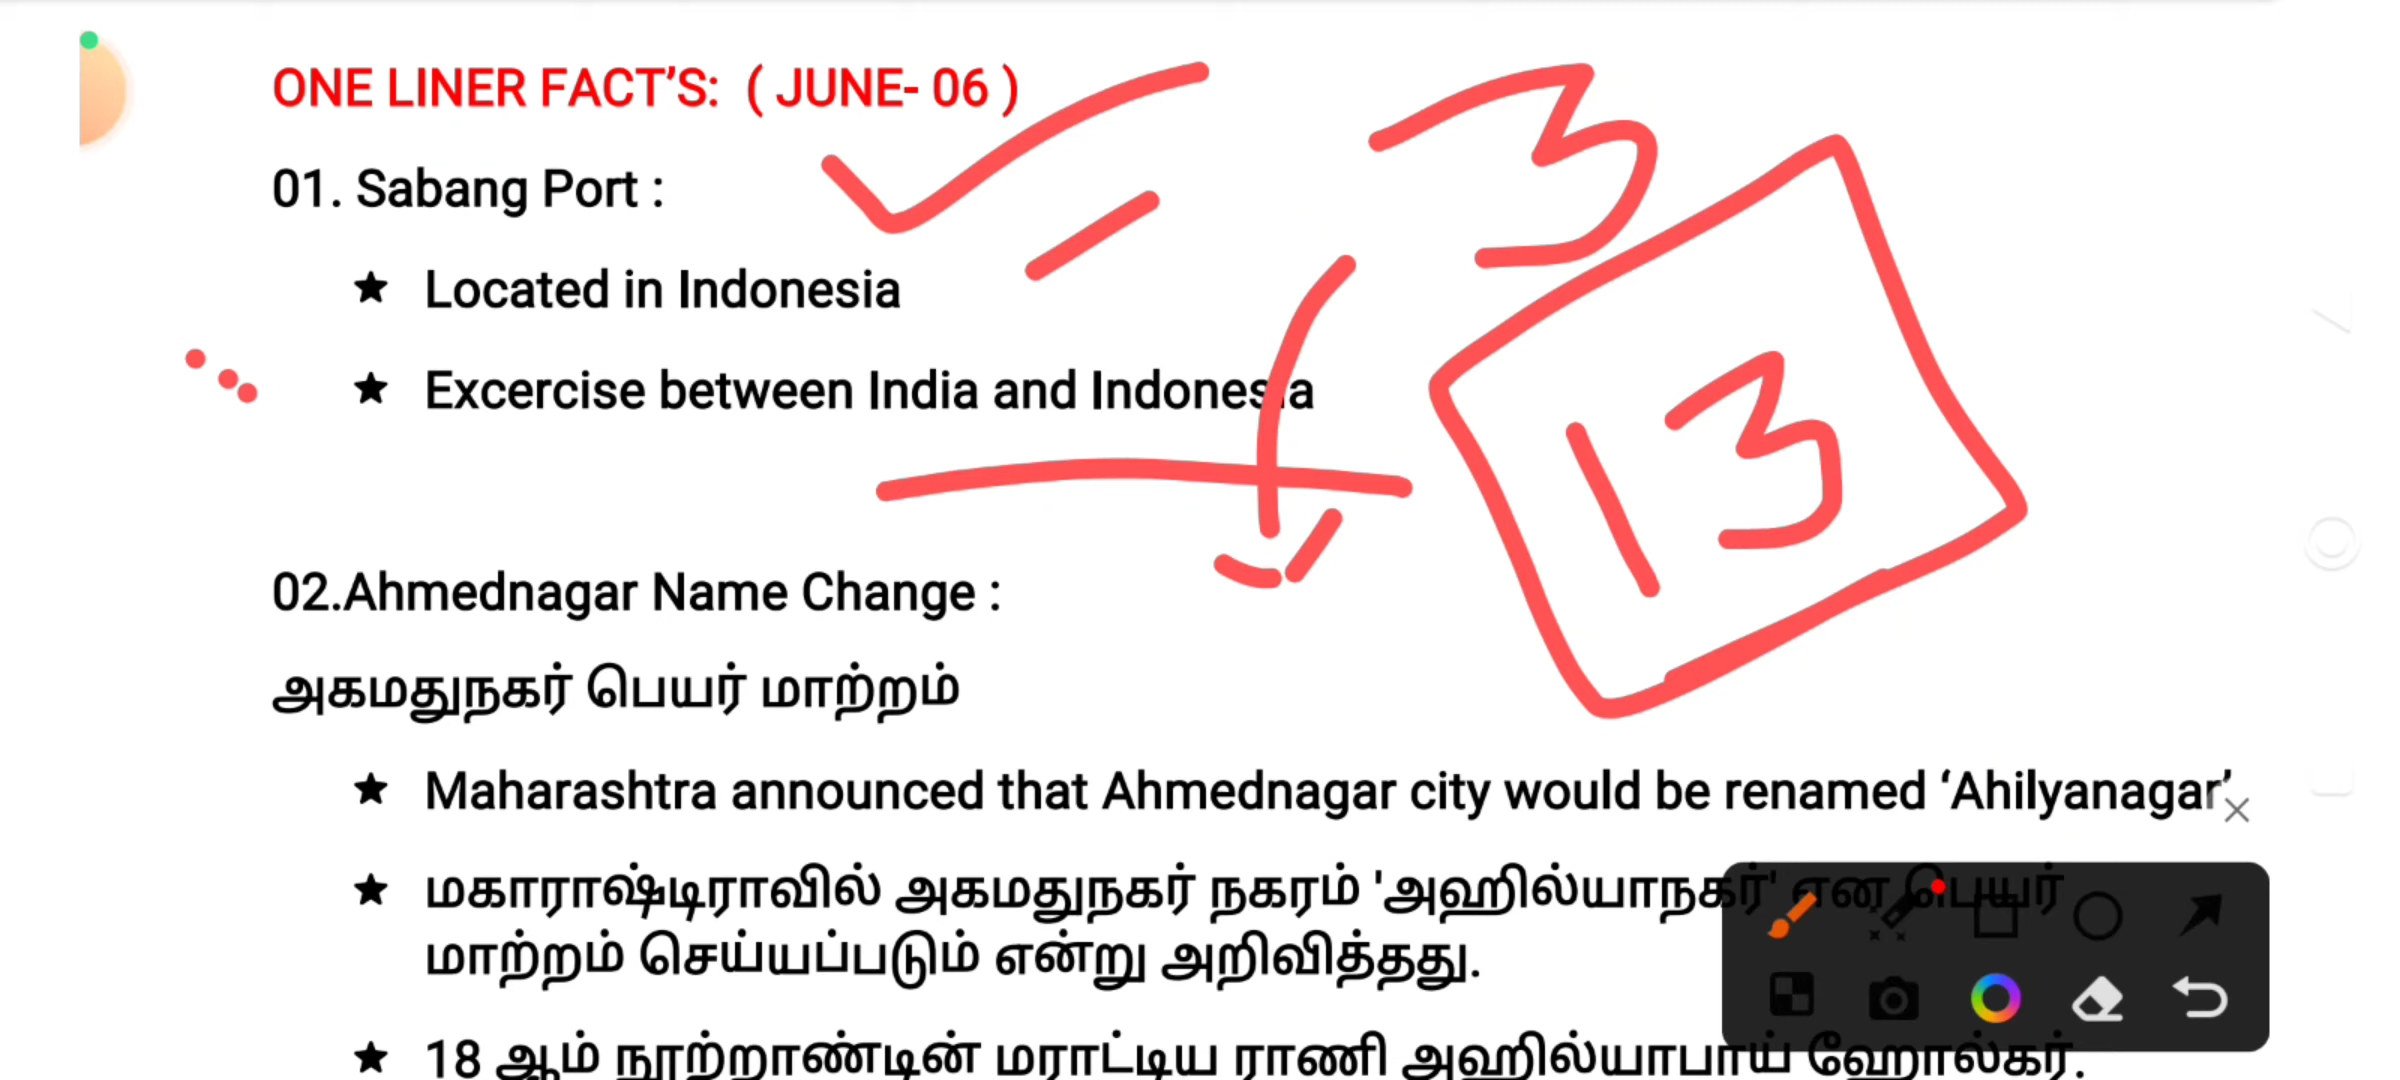 ONE LINER FACT'S: ( JUNE- 06 )
3
01. Sabang Port :
★ Located in Indonesia
★ Excercise between India and Indonesia
13
02.Ahmednagar Name Change :
அகமதுநகர் பெயர் மாற்றம்
★ Maharashtra announced that Ahmednagar city would be renamed ‘Ahilyanagar’
★ மகாராஷ்டிராவில் அகமதுநகர் நகரம் 'அஹில்யாநகர்' என பெயர்
மாற்றம் செய்யப்படும் என்று அறிவித்தது.
★ 18 ஆம் நூற்றாண்டின் மராட்டிய ராணி அஹில்யாபாய் ஹோல்கர்.